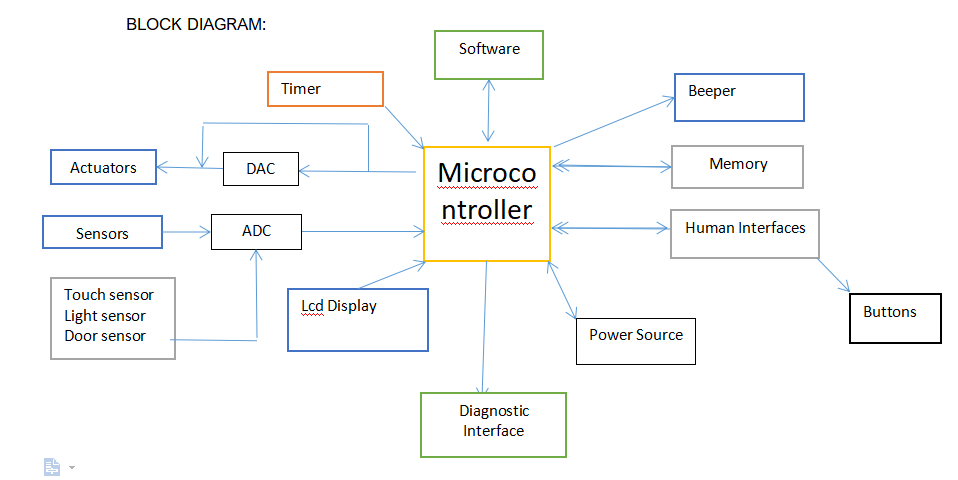 BLOCK DIAGRAM:
Software
Timer
Beeper
Actuators
DAC
Microco
ntroller
Memory
Sensors
ADC
Human Interfaces
Touch sensor
Light sensor
Door sensor
Lcd Display
Power Source
Buttons
Diagnostic
Interface